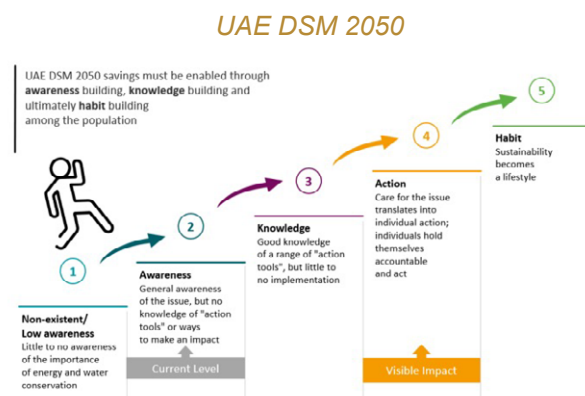 UAE DSM 2050
UAE DSM 2050 savings must be enabled through
awareness building, knowledge building and
ultimately habit building
among the population
1
Non-existent/
Low awareness
Little to no awareness
of the importance
of energy and water
conservation
2
Awareness
General awareness
of the issue, but no
knowledge of "action
tools" or ways
to make an impact
Current Level
3
Knowledge
Good knowledge
of a range of "action
tools", but little to
no implementation
4
Action
Care for the issue
translates into
individual action;
individuals hold
themselves
accountable
and act
Visible Impact
5
Habit
Sustainability
becomes
a lifestyle